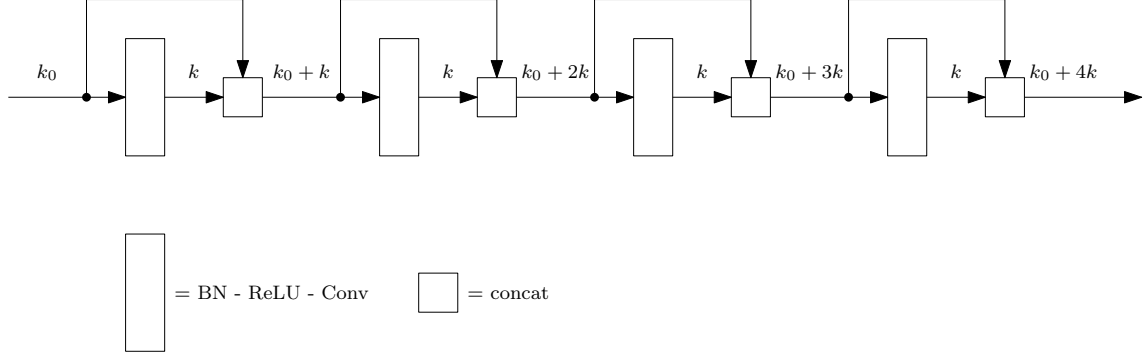 k₀ k k₀ + k k k₀ + 2k k k₀ + 3k k k₀ + 4k
= BN - ReLU - Conv = concat